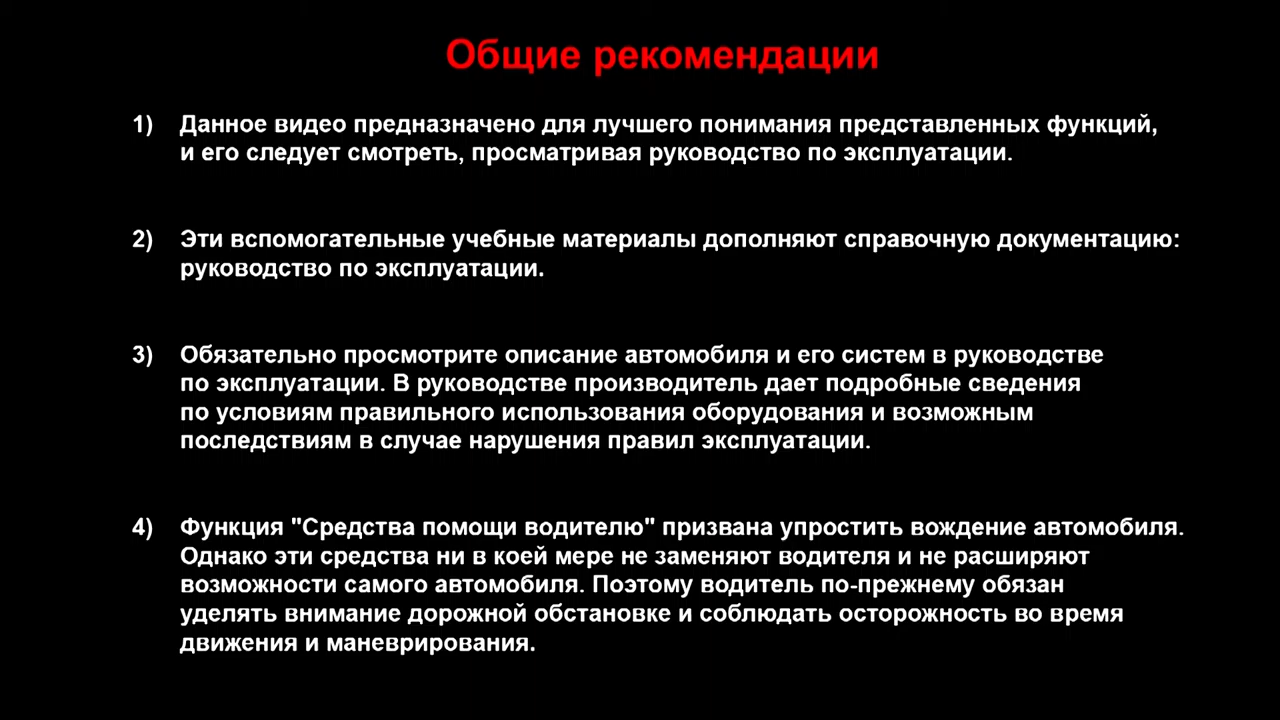 Общие рекомендации
1) Данное видео предназначено для лучшего понимания представленных функций,
и его следует смотреть, просматривая руководство по эксплуатации.
2) Эти вспомогательные учебные материалы дополняют справочную документацию:
руководство по эксплуатации.
3) Обязательно просмотрите описание автомобиля и его систем в руководстве
по эксплуатации. В руководстве производитель дает подробные сведения
по условиям правильного использования оборудования и возможным
последствиям в случае нарушения правил эксплуатации.
4) Функция "Средства помощи водителю" призвана упростить вождение автомобиля.
Однако эти средства ни в коей мере не заменяют водителя и не расширяют
возможности самого автомобиля. Поэтому водитель по-прежнему обязан
уделять внимание дорожной обстановке и соблюдать осторожность во время
движения и маневрирования.